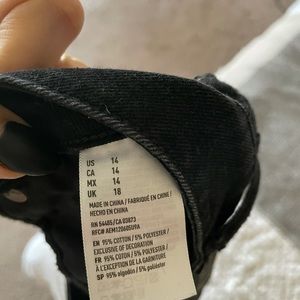 US 14
CA 14
MX 14
UK 18
MADE IN CHINA / FABRIQUÉ EN CHINE /
HECHO EN CHINA
RN 54485/CA 03873
RFC# AEM120605U9A
EN 95% COTTON / 5% POLYESTER /
EXCLUSIVE OF DECORATION
FR 95% COTON / 5% POLYESTER /
À L'EXCEPTION DE LA GARNITURE
SP 95% algodón / 5% poliéster